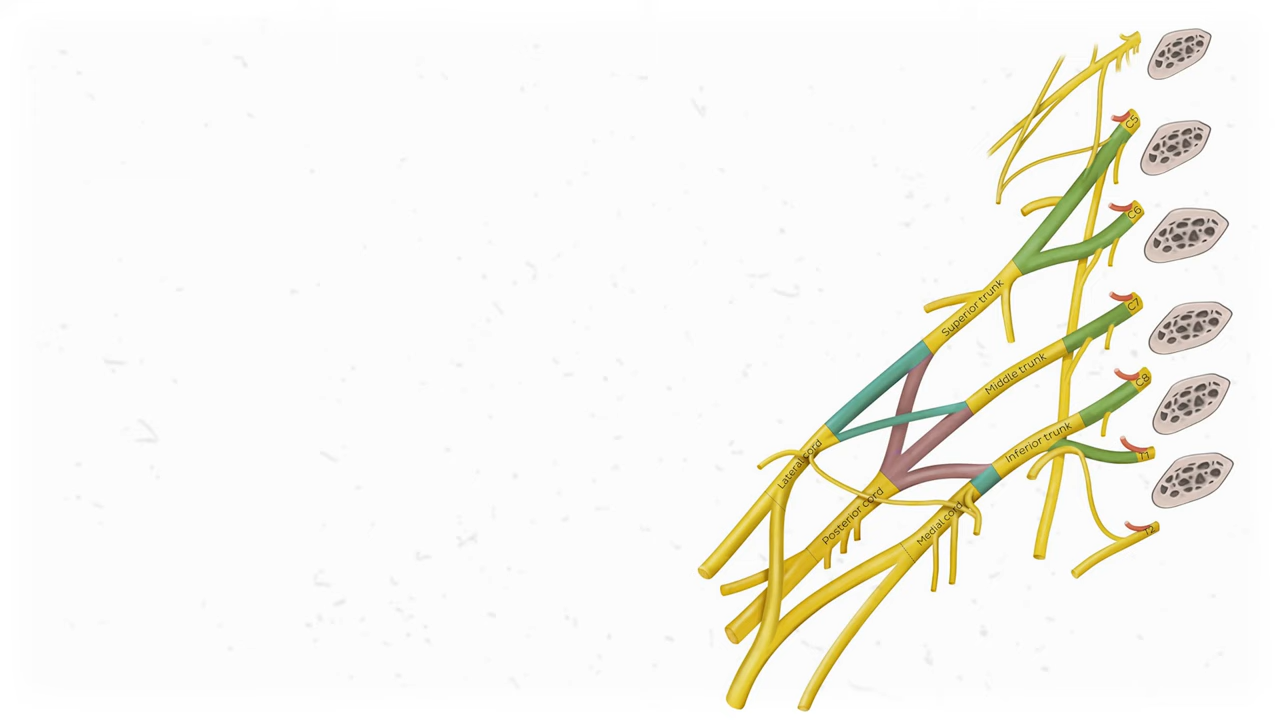 C5
C6
C7
C8
T1
T2
Superior trunk
Middle trunk
Inferior trunk
Lateral cord
Posterior cord
Medial cord